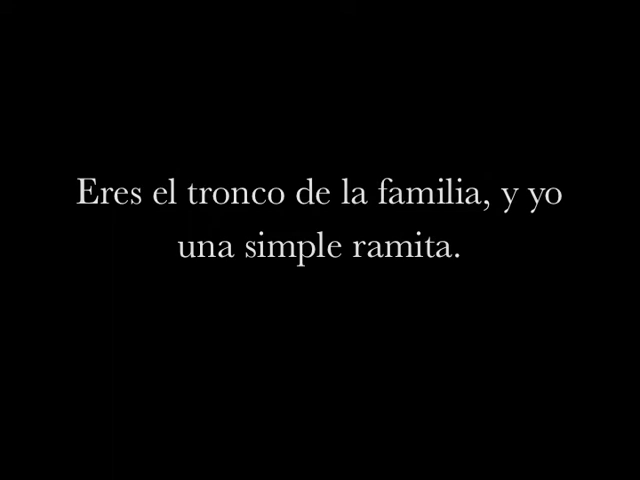 Eres el tronco de la familia, y yo
una simple ramita.